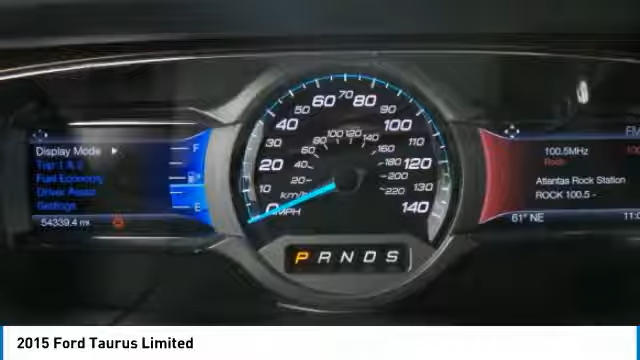 Display Mode
Trip 1 & 2
Fuel Economy
Driver Assist
Settings
54339.4 mi
F
E
0 10 20 30 40 50 60 70 80 90 100 110 120 130 140
MPH
km/h
20 40 60 80 100 120 140 160 180 200 220
P R N D S
FM
100.5MHz
Rock
Atlantas Rock Station
ROCK 100.5 -
61° NE
2015 Ford Taurus Limited